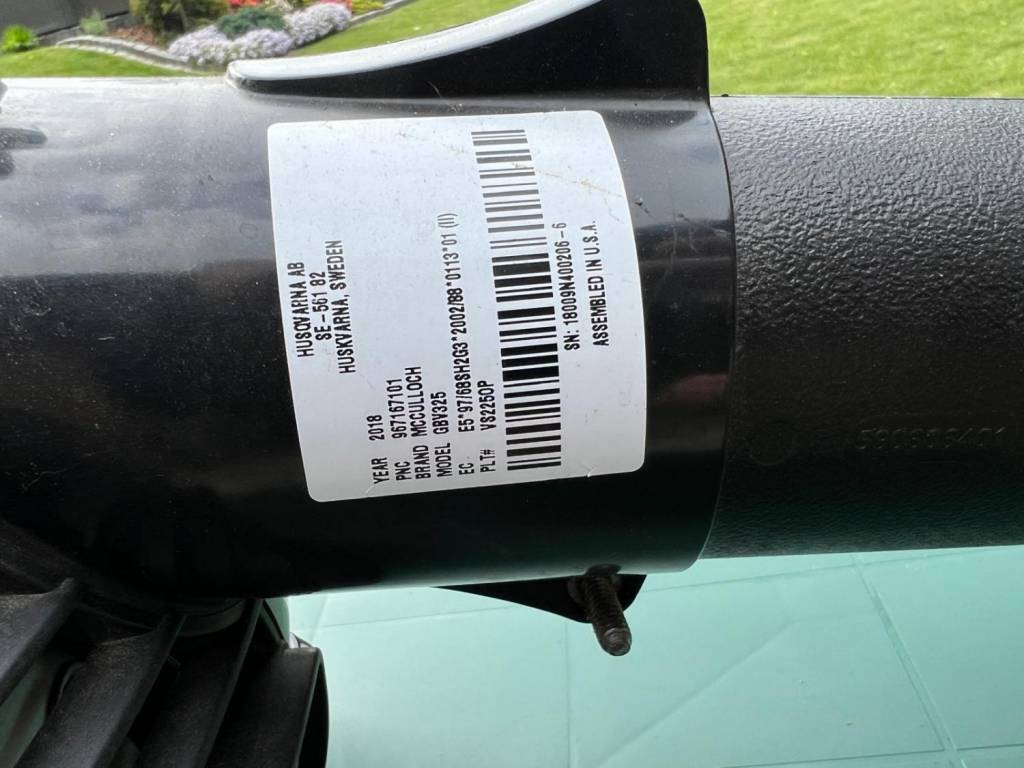 HUSQVARNA AB
SE-561 82
HUSKVARNA, SWEDEN
YEAR 2018
PNC 967167101
BRAND MCCULLOCH
MODEL GBV325
EC E5*97/68SH2G3*2002/88*0113*01 (II)
PLT# VS2250P
SN: 18009N400206-6
ASSEMBLED IN U.S.A.